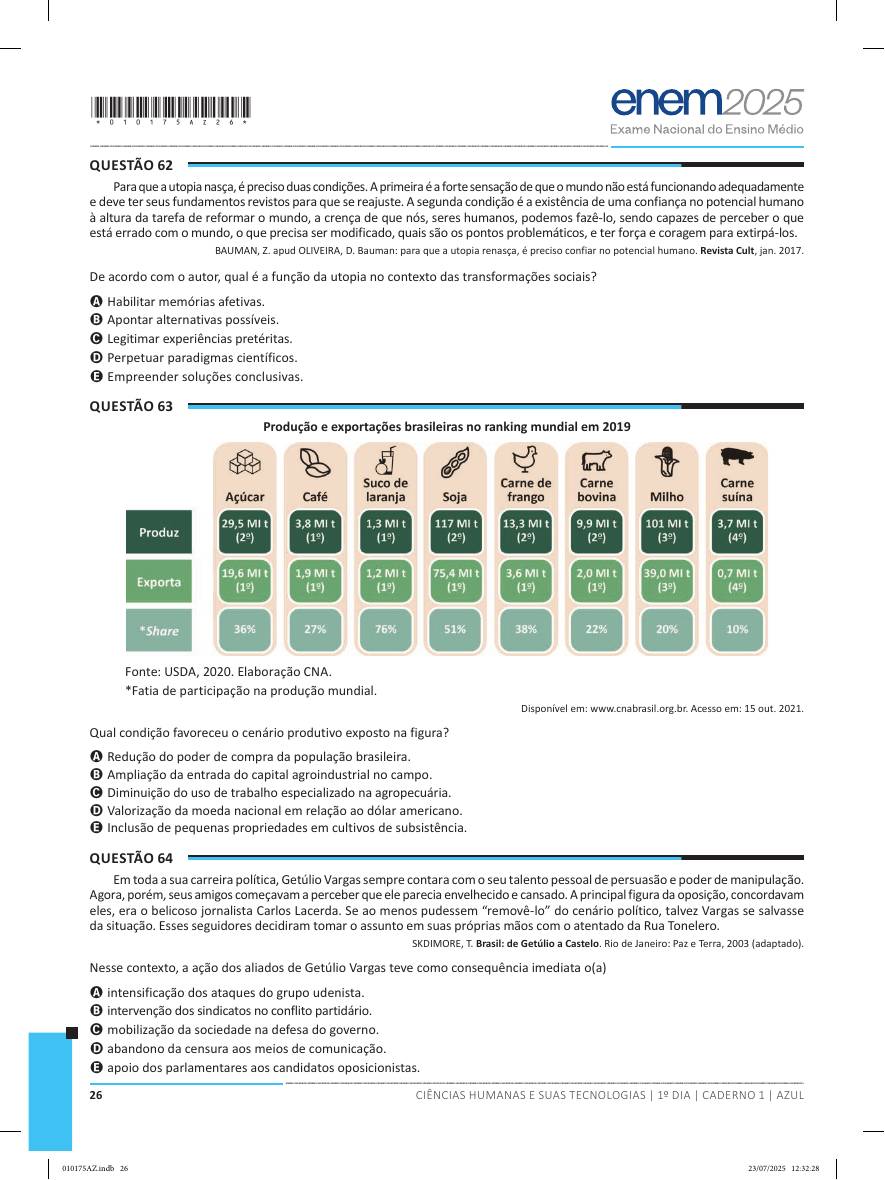 *010175AZ26*
enem2025
Exame Nacional do Ensino Médio
QUESTÃO 62
Para que a utopia nasça, é preciso duas condições. A primeira é a forte sensação de que o mundo não está funcionando adequadamente
e deve ter seus fundamentos revistos para que se reajuste. A segunda condição é a existência de uma confiança no potencial humano
à altura da tarefa de reformar o mundo, a crença de que nós, seres humanos, podemos fazê-lo, sendo capazes de perceber o que
está errado com o mundo, o que precisa ser modificado, quais são os pontos problemáticos, e ter força e coragem para extirpá-los.
BAUMAN, Z. apud OLIVEIRA, D. Bauman: para que a utopia renasça, é preciso confiar no potencial humano. Revista Cult, jan. 2017.
De acordo com o autor, qual é a função da utopia no contexto das transformações sociais?
A Habilitar memórias afetivas.
B Apontar alternativas possíveis.
C Legitimar experiências pretéritas.
D Perpetuar paradigmas científicos.
E Empreender soluções conclusivas.
QUESTÃO 63
Produção e exportações brasileiras no ranking mundial em 2019
Açúcar Café Suco de laranja Soja Carne de frango Carne bovina Milho Carne suína
Produz 29,5 MI t (2º) 3,8 MI t (1º) 1,3 MI t (1º) 117 MI t (2º) 13,3 MI t (2º) 9,9 MI t (2º) 101 MI t (3º) 3,7 MI t (4º)
Exporta 19,6 MI t (1º) 1,9 MI t (1º) 1,2 MI t (1º) 75,4 MI t (1º) 3,6 MI t (1º) 2,0 MI t (1º) 39,0 MI t (3º) 0,7 MI t (4º)
*Share 36% 27% 76% 51% 38% 22% 20% 10%
Fonte: USDA, 2020. Elaboração CNA.
*Fatia de participação na produção mundial.
Disponível em: www.cnabrasil.org.br. Acesso em: 15 out. 2021.
Qual condição favoreceu o cenário produtivo exposto na figura?
A Redução do poder de compra da população brasileira.
B Ampliação da entrada do capital agroindustrial no campo.
C Diminuição do uso de trabalho especializado na agropecuária.
D Valorização da moeda nacional em relação ao dólar americano.
E Inclusão de pequenas propriedades em cultivos de subsistência.
QUESTÃO 64
Em toda a sua carreira política, Getúlio Vargas sempre contara com o seu talento pessoal de persuasão e poder de manipulação.
Agora, porém, seus amigos começavam a perceber que ele parecia envelhecido e cansado. A principal figura da oposição, concordavam
eles, era o belicoso jornalista Carlos Lacerda. Se ao menos pudessem “removê-lo” do cenário político, talvez Vargas se salvasse
da situação. Esses seguidores decidiram tomar o assunto em suas próprias mãos com o atentado da Rua Tonelero.
SKDIMORE, T. Brasil: de Getúlio a Castelo. Rio de Janeiro: Paz e Terra, 2003 (adaptado).
Nesse contexto, a ação dos aliados de Getúlio Vargas teve como consequência imediata o(a)
A intensificação dos ataques do grupo udenista.
B intervenção dos sindicatos no conflito partidário.
C mobilização da sociedade na defesa do governo.
D abandono da censura aos meios de comunicação.
E apoio dos parlamentares aos candidatos oposicionistas.
26
CIÊNCIAS HUMANAS E SUAS TECNOLOGIAS | 1º DIA | CADERNO 1 | AZUL
010175AZ.indb 26
23/07/2025 12:32:28